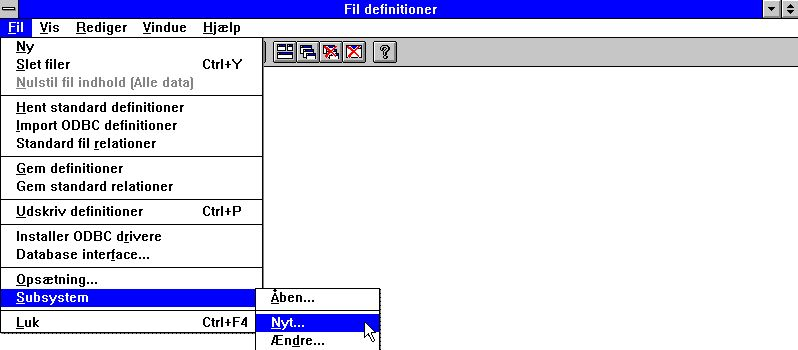 Fil definitioner
Fil Vis Rediger Vindue Hjælp
Ny
Slet filer Ctrl+Y
Nulstil fil indhold (Alle data)
Hent standard definitioner
Import ODBC definitioner
Standard fil relationer
Gem definitioner
Gem standard relationer
Udskriv definitioner Ctrl+P
Installer ODBC drivere
Database interface...
Opsætning...
Subsystem
Åben...
Luk Ctrl+F4
Nyt...
Ændre...